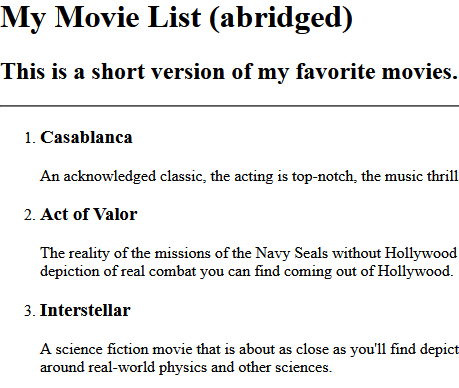 My Movie List (abridged)
This is a short version of my favorite movies.
1. Casablanca
An acknowledged classic, the acting is top-notch, the music thrill
2. Act of Valor
The reality of the missions of the Navy Seals without Hollywood
depiction of real combat you can find coming out of Hollywood.
3. Interstellar
A science fiction movie that is about as close as you'll find depict
around real-world physics and other sciences.